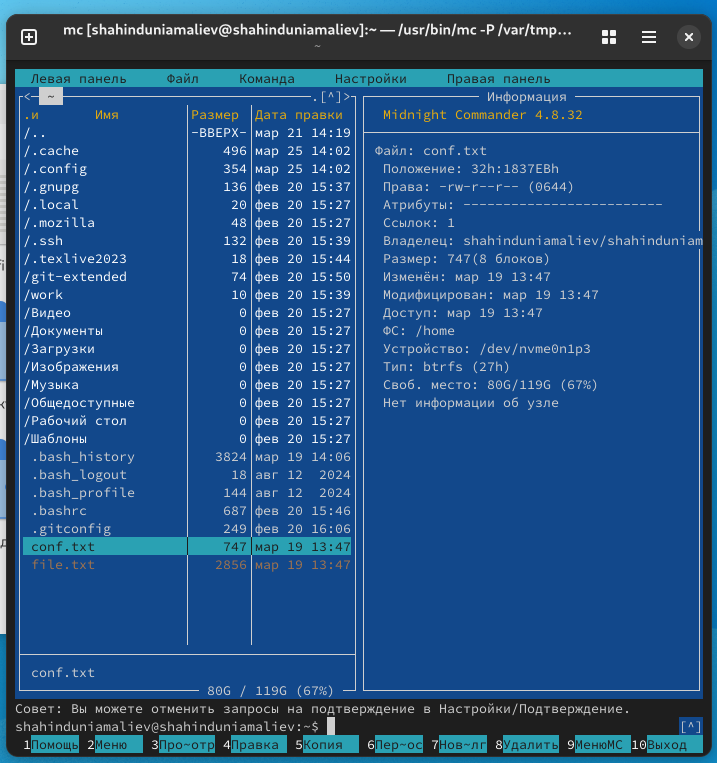 mc [shahinduniamaliev@shahinduniamaliev]:~ — /usr/bin/mc -P /var/tmp…
~
Левая панель Файл Команда Настройки Правая панель
<─ ~ .[^]>
.и Имя Размер Дата правки
/.. -ВВЕРХ- мар 21 14:19
/.cache 496 мар 25 14:02
/.config 354 мар 25 14:02
/.gnupg 136 фев 20 15:37
/.local 20 фев 20 15:27
/.mozilla 48 фев 20 15:27
/.ssh 132 фев 20 15:39
/.texlive2023 18 фев 20 15:44
/git-extended 74 фев 20 15:50
/work 10 фев 20 15:39
/Видео 0 фев 20 15:27
/Документы 0 фев 20 15:27
/Загрузки 0 фев 20 15:27
/Изображения 0 фев 20 15:27
/Музыка 0 фев 20 15:27
/Общедоступные 0 фев 20 15:27
/Рабочий стол 0 фев 20 15:27
/Шаблоны 0 фев 20 15:27
.bash_history 3824 мар 19 14:06
.bash_logout 18 авг 12 2024
.bash_profile 144 авг 12 2024
.bashrc 687 фев 20 15:46
.gitconfig 249 фев 20 16:06
conf.txt 747 мар 19 13:47
file.txt 2856 мар 19 13:47
conf.txt
80G / 119G (67%)
Информация
Midnight Commander 4.8.32
Файл: conf.txt
Положение: 32h:1837EBh
Права: -rw-r--r-- (0644)
Атрибуты: -------------------------
Ссылок: 1
Владелец: shahinduniamaliev/shahinduniam
Размер: 747(8 блоков)
Изменён: мар 19 13:47
Модифицирован: мар 19 13:47
Доступ: мар 19 13:47
ФС: /home
Устройство: /dev/nvme0n1p3
Тип: btrfs (27h)
Своб. место: 80G/119G (67%)
Нет информации об узле
Совет: Вы можете отменить запросы на подтверждение в Настройки/Подтверждение.
shahinduniamaliev@shahinduniamaliev:~$ [^]
1Помощь 2Меню 3Про~отр 4Правка 5Копия 6Пер~ос 7Нов~лг 8Удалить 9МенюMC 10Выход